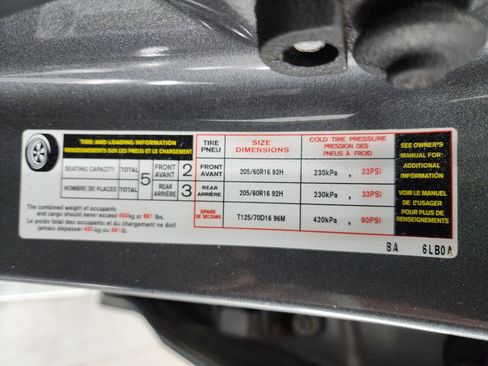 TIRE AND LOADING INFORMATION
RENSEIGNEMENTS SUR LES PNEUS ET LE CHARGEMENT
SEATING CAPACITY TOTAL 5 FRONT AVANT 2
NOMBRE DE PLACES TOTAL REAR ARRIÈRE 3
The combined weight of occupants
and cargo should never exceed 400kg or 881 lbs.
Le poids total des occupants et du chargement ne doit
jamais dépasser 400kg ou 881lb.
TIRE PNEU SIZE DIMENSIONS COLD TIRE PRESSURE PRESSION DES PNEUS À FROID
FRONT AVANT 205/60R16 92H 230kPa , 33PSI
REAR ARRIÈRE 205/60R16 92H 230kPa , 33PSI
SPARE DE SECOURS T125/70D16 96M 420kPa , 60PSI
SEE OWNER'S
MANUAL FOR
ADDITIONAL
INFORMATION
VOIR LE MANUEL
DE L'USAGER
POUR PLUS DE
RENSEIGNEMENTS
BA 6LB0A